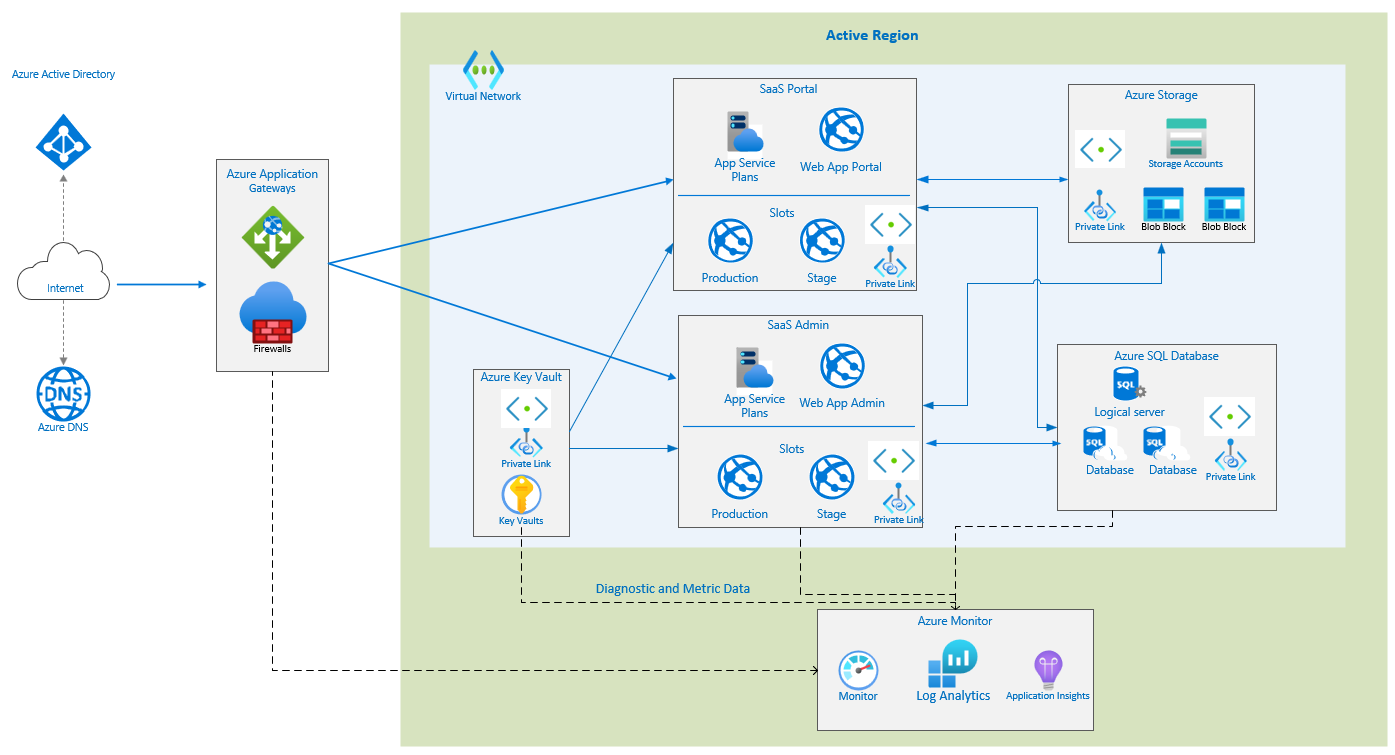 Active Region
Azure Active Directory
Virtual Network
SaaS Portal
App Service
Plans
Web App Portal
Slots
Production
Stage
Private Link
Azure Storage
Storage Accounts
Private Link
Blob Block
Blob Block
Azure Application
Gateways
Firewalls
Internet
DNS
Azure DNS
SaaS Admin
App Service
Plans
Web App Admin
Slots
Production
Stage
Private Link
Azure Key Vault
Private Link
Key Vaults
Azure SQL Database
SQL
Logical server
SQL
SQL
Database
Database
Private Link
Diagnostic and Metric Data
Azure Monitor
Monitor
Log Analytics
Application Insights